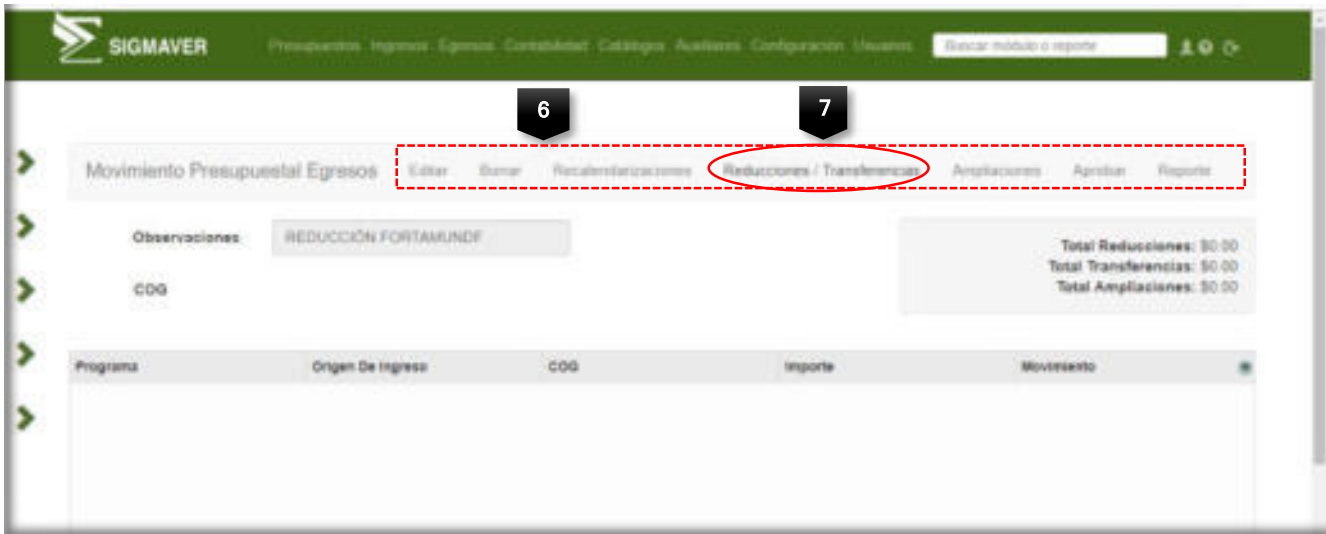 SIGMAVER Presupuestos Ingresos Egresos Contabilidad Catálogos Auxiliares Configuración Usuarios Buscar módulo o reporte
6 7
Movimiento Presupuestal Egresos Editar Borrar Recalendarizaciones Reducciones / Transferencias Ampliaciones Aprobar Reporte
Observaciones REDUCCIÓN FORTAMUNDF
Total Reducciones: $0.00
Total Transferencias: $0.00
COG
Total Ampliaciones: $0.00
Programa Origen De Ingreso COG Importe Movimiento